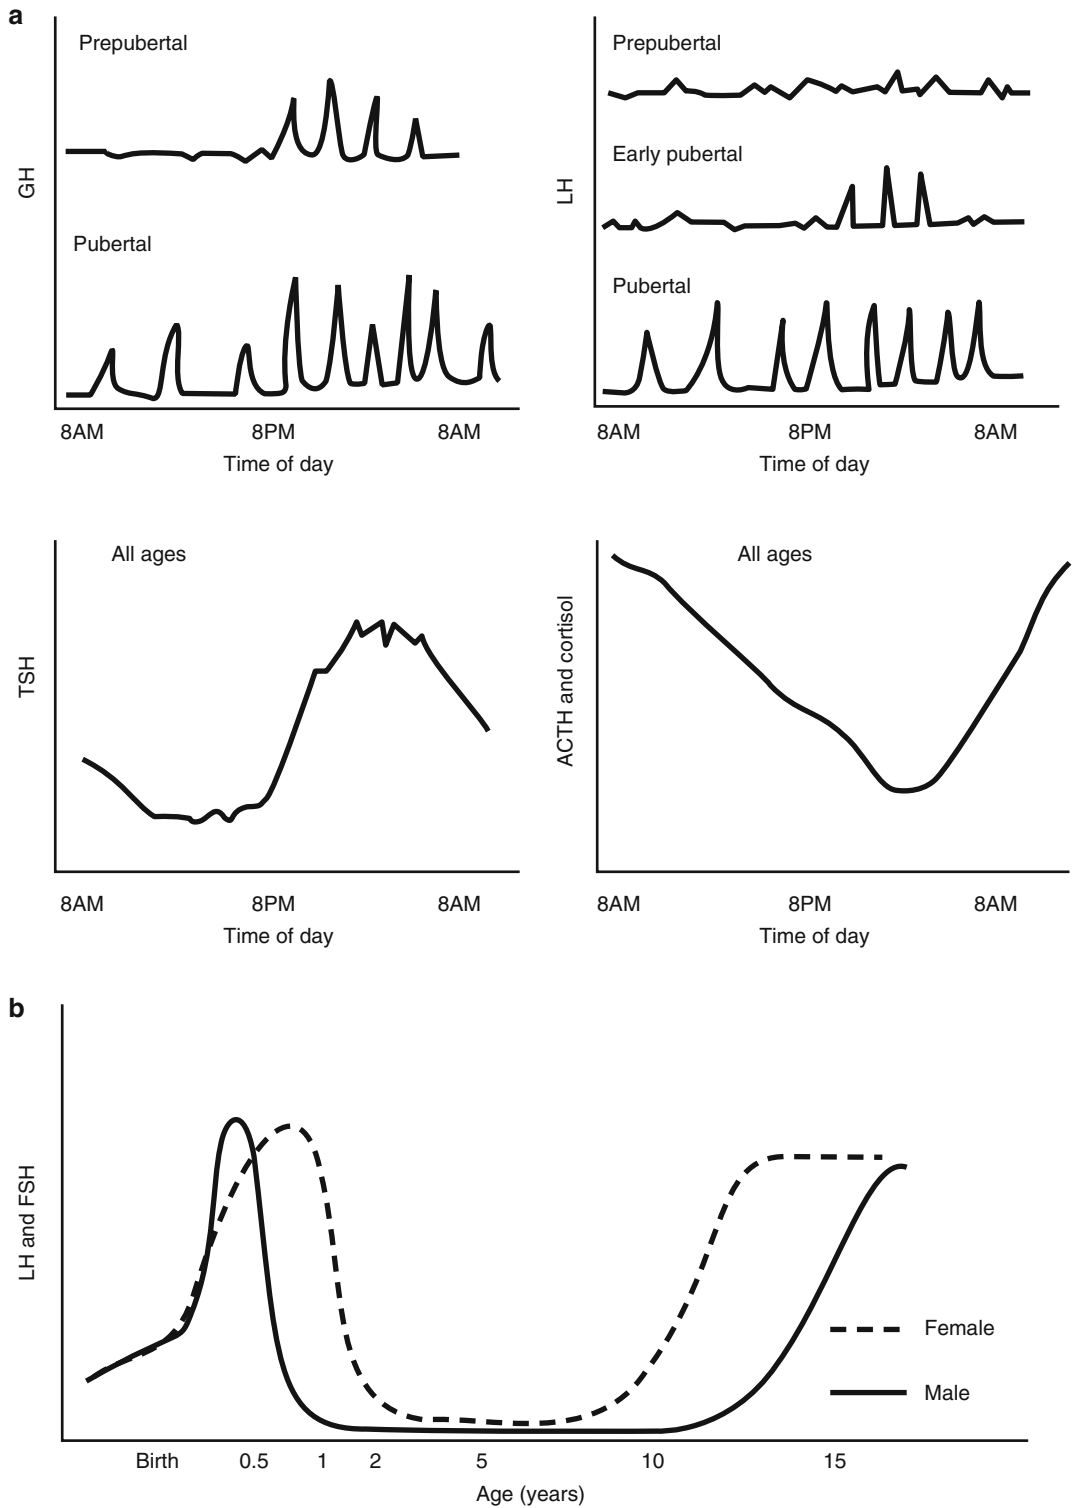 a
Prepubertal
GH
Pubertal
8AM 8PM 8AM
Time of day
Prepubertal
Early pubertal
LH
Pubertal
8AM 8PM 8AM
Time of day
All ages
TSH
8AM 8PM 8AM
Time of day
All ages
ACTH and cortisol
8AM 8PM 8AM
Time of day
b
LH and FSH
Female
Male
Birth 0.5 1 2 5 10 15
Age (years)